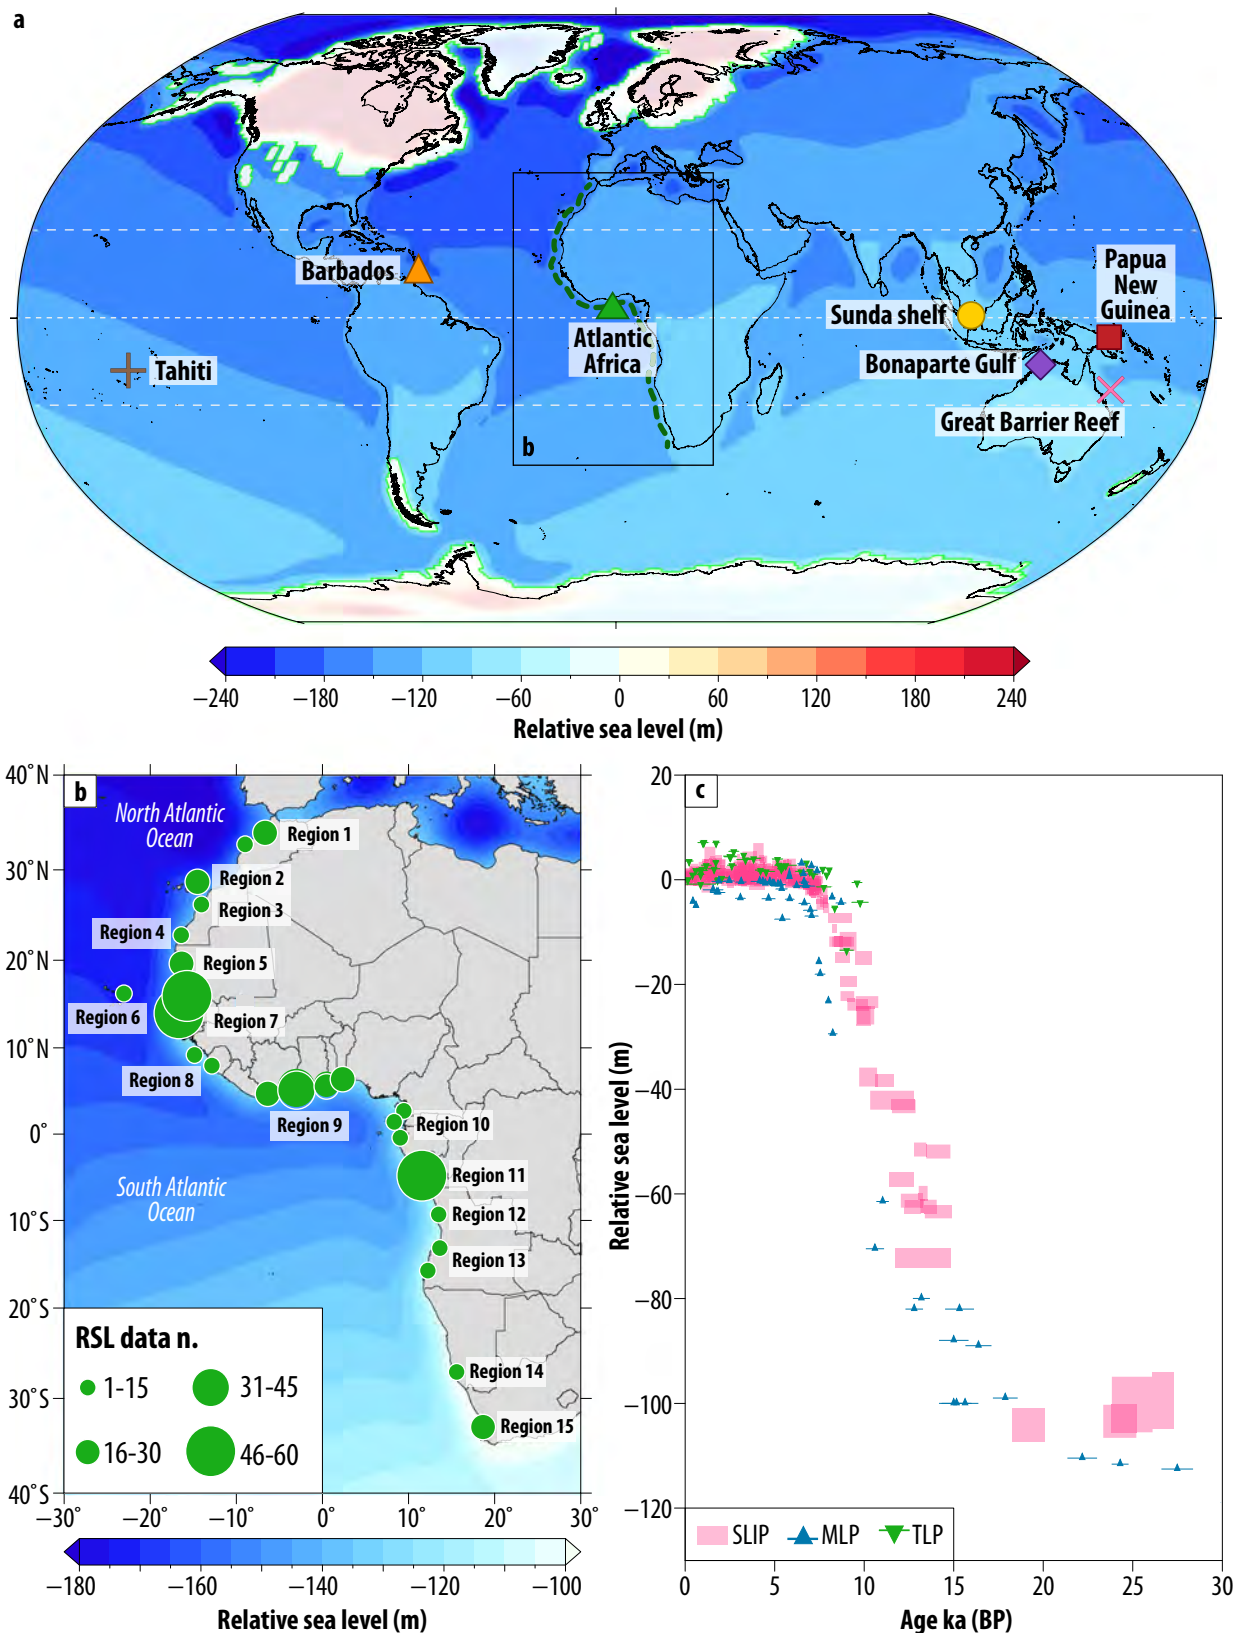 a
Barbados
Tahiti
Atlantic
Africa
b
Sunda shelf
Bonaparte Gulf
Papua
New
Guinea
Great Barrier Reef
−240 −180 −120 −60 0 60 120 180 240
Relative sea level (m)
b
North Atlantic
Ocean
South Atlantic
Ocean
Region 1
Region 2
Region 3
Region 4
Region 5
Region 6
Region 7
Region 8
Region 9
Region 10
Region 11
Region 12
Region 13
Region 14
Region 15
40°N
30°N
20°N
10°N
0°
10°S
20°S
30°S
40°S
RSL data n.
1-15
31-45
16-30
46-60
−30° −20° −10° 0° 10° 20° 30°
−180 −160 −140 −120 −100
Relative sea level (m)
c
20
0
−20
−40
−60
−80
−100
−120
Relative sea level (m)
SLIP MLP TLP
0 5 10 15 20 25 30
Age ka (BP)